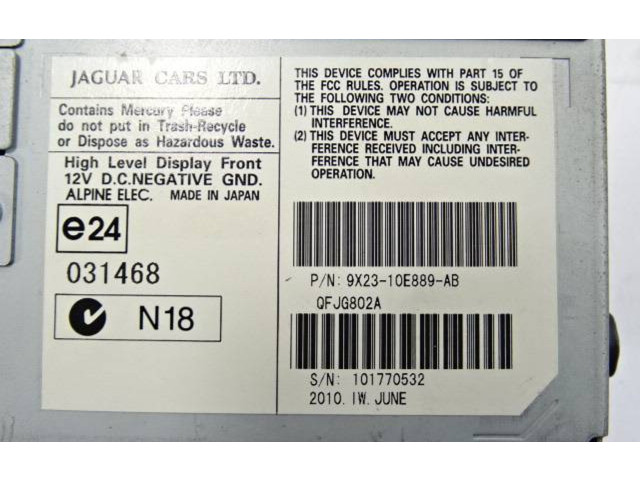 JAGUAR CARS LTD.
Contains Mercury Please
do not put in Trash-Recycle
or Dispose as Hazardous Waste.
High Level Display Front
12V D.C.NEGATIVE GND.
ALPINE ELEC. MADE IN JAPAN
e24
031468
N18
THIS DEVICE COMPLIES WITH PART 15 OF
THE FCC RULES. OPERATION IS SUBJECT TO
THE FOLLOWING TWO CONDITIONS:
(1) THIS DEVICE MAY NOT CAUSE HARMFUL
INTERFERENCE.
(2) THIS DEVICE MUST ACCEPT ANY INTER-
FERENCE RECEIVED INCLUDING INTER-
FERENCE THAT MAY CAUSE UNDESIRED
OPERATION.
P/N: 9X23-10E889-AB
QFJG802A
S/N: 101770532
2010. IW. JUNE